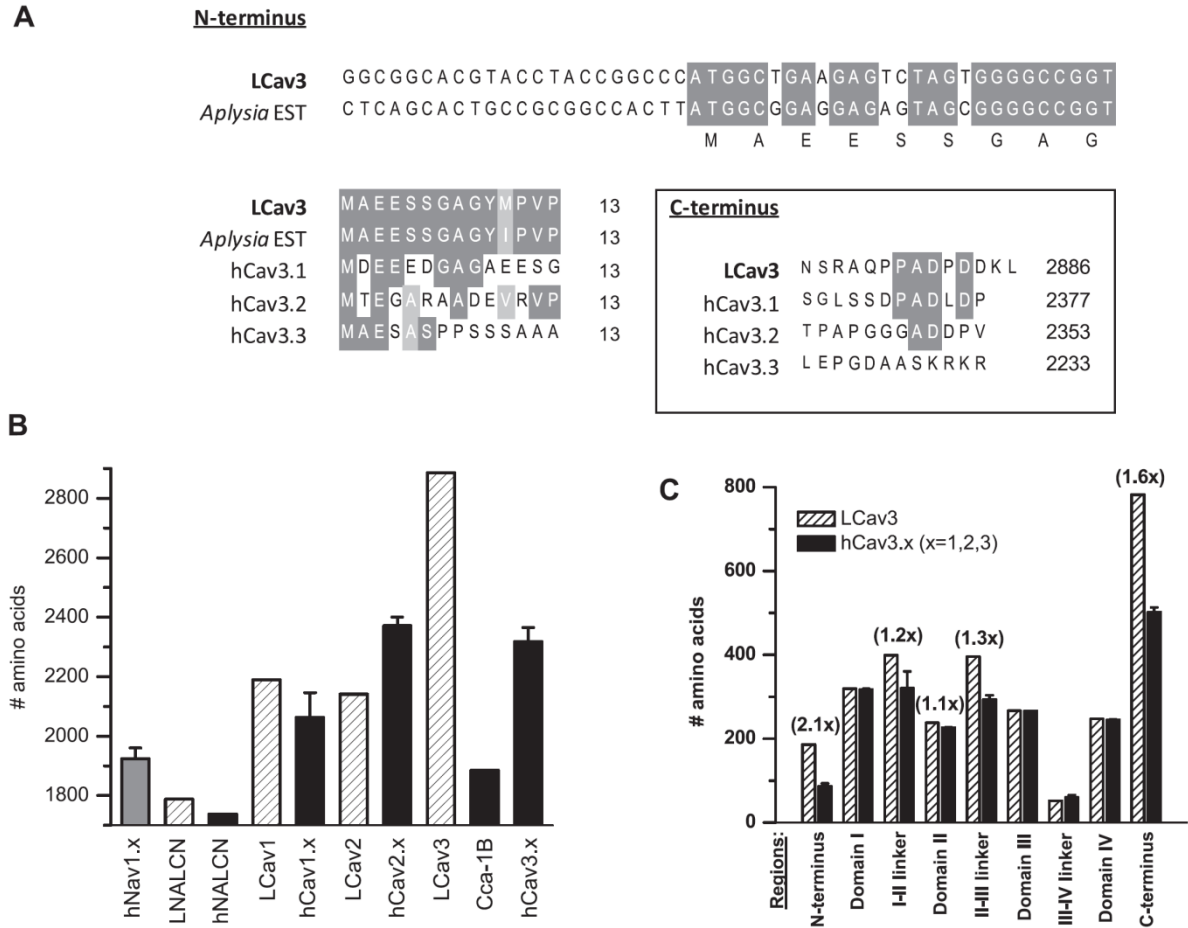 A
N-terminus
LCav3 GGCGGCACGTACCTACCGGCCCATGGCTGAAGAGTCTAGTGGGGCCGGT
Aplysia EST CTCAGCACTGCCGCGGCCACTTATGGCGGAGGAGAGTAGCGGGGCCGGT
M A E E S S G A G
LCav3 MAEESSGAGYMPVP 13
Aplysia EST MAEESSGAGYIPVP 13
hCav3.1 MDEEEDGAGAEESG 13
hCav3.2 MTEGARAADEVRVP 13
hCav3.3 MAESASPPSSSAAA 13
C-terminus
LCav3 NSRAQPPADPDDKL 2886
hCav3.1 SGLSSDPADLDP 2377
hCav3.2 TPAPGGGADDPV 2353
hCav3.3 LEPGDAASKRKR 2233
B
# amino acids
2800
2600
2400
2200
2000
1800
hNav1.x
LNALCN
hNALCN
LCav1
hCav1.x
LCav2
hCav2.x
LCav3
Cca-1B
hCav3.x
C
# amino acids
800
600
400
200
0
LCav3
hCav3.x (x=1,2,3)
(2.1x)
(1.2x)
(1.1x)
(1.3x)
(1.6x)
Regions:
N-terminus
Domain I
I-II linker
Domain II
II-III linker
Domain III
III-IV linker
Domain IV
C-terminus